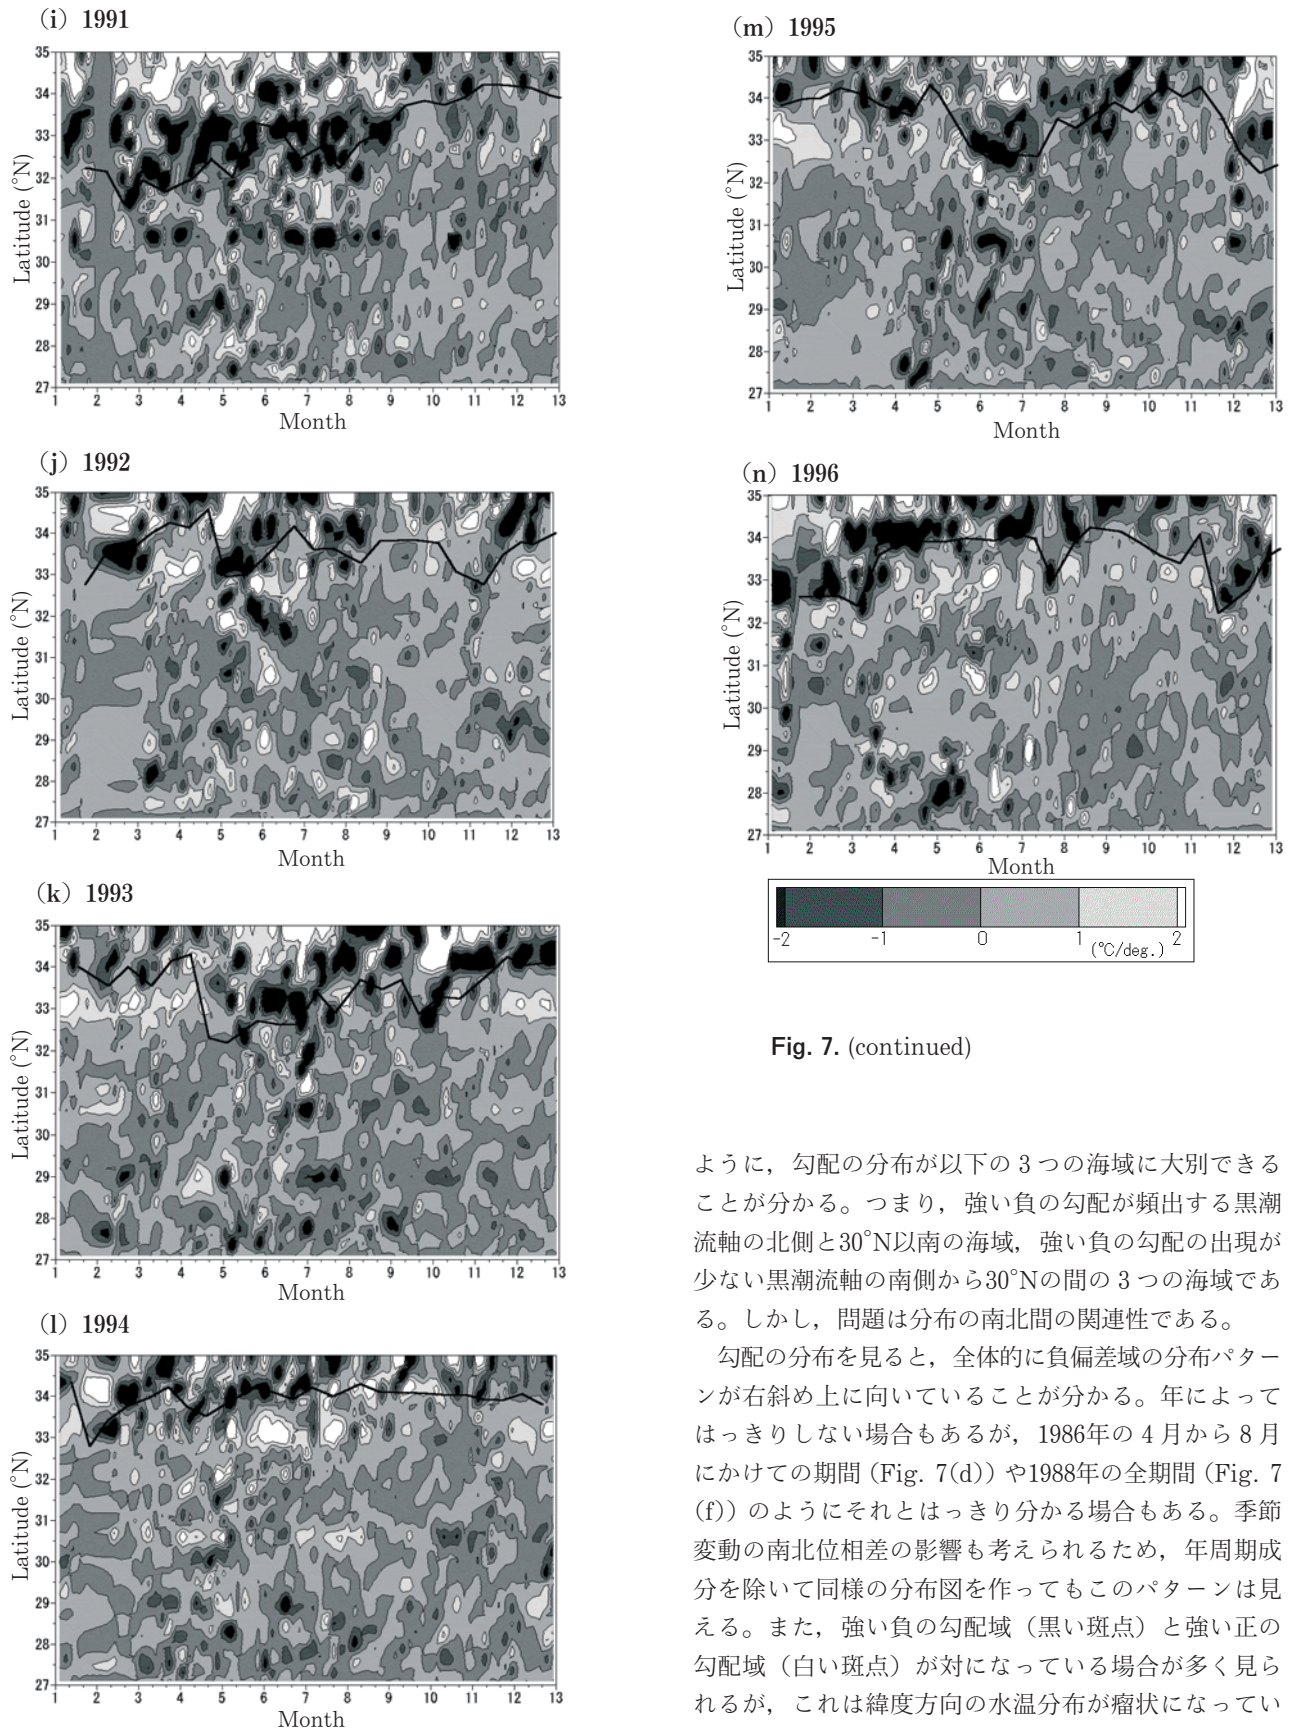 (i) 1991
35
34
33
32
31
30
29
28
27
Latitude (°N)
1 2 3 4 5 6 7 8 9 10 11 12 13
Month
(j) 1992
35
34
33
32
31
30
29
28
27
Latitude (°N)
1 2 3 4 5 6 7 8 9 10 11 12 13
Month
(k) 1993
35
34
33
32
31
30
29
28
27
Latitude (°N)
1 2 3 4 5 6 7 8 9 10 11 12 13
Month
(l) 1994
35
34
33
32
31
30
29
28
27
Latitude (°N)
1 2 3 4 5 6 7 8 9 10 11 12 13
Month
(m) 1995
35
34
33
32
31
30
29
28
27
Latitude (°N)
1 2 3 4 5 6 7 8 9 10 11 12 13
Month
(n) 1996
35
34
33
32
31
30
29
28
27
Latitude (°N)
1 2 3 4 5 6 7 8 9 10 11 12 13
Month
-2 -1 0 1 2
(°C/deg.)
Fig. 7. (continued)
ように，勾配の分布が以下の3つの海域に大別できる
ことが分かる。つまり，強い負の勾配が頻出する黒潮
流軸の北側と30°N以南の海域，強い負の勾配の出現が
少ない黒潮流軸の南側から30°Nの間の3つの海域であ
る。しかし，問題は分布の南北間の関連性である。
勾配の分布を見ると，全体的に負偏差域の分布パター
ンが右斜め上に向いていることが分かる。年によって
はっきりしない場合もあるが，1986年の4月から8月
にかけての期間（Fig. 7(d)）や1988年の全期間（Fig. 7
(f)）のようにそれとはっきり分かる場合もある。季節
変動の南北位相差の影響も考えられるため，年周期成
分を除いて同様の分布図を作ってもこのパターンは見
える。また，強い負の勾配域（黒い斑点）と強い正の
勾配域（白い斑点）が対になっている場合が多く見ら
れるが，これは緯度方向の水温分布が瘤状になってい